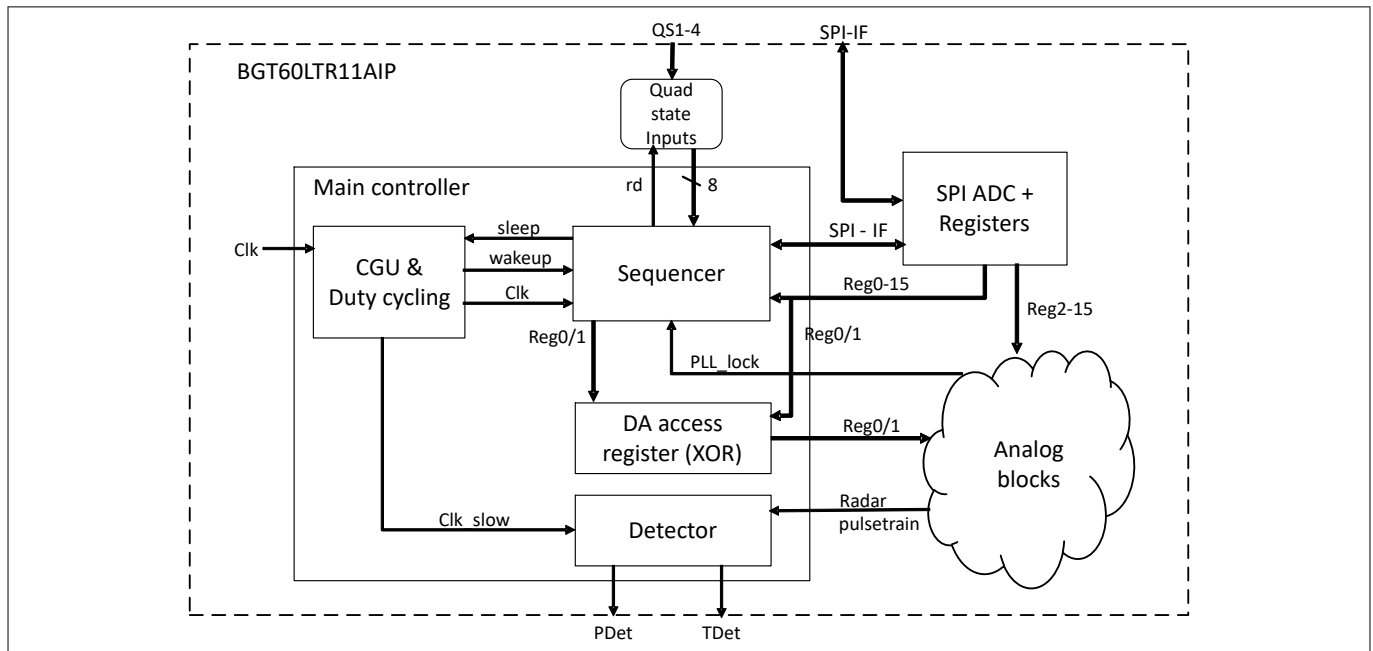 QS1-4
SPI-IF
BGT60LTR11AIP
Quad
state
Inputs
Main controller
rd
8
SPI ADC +
Registers
sleep
SPI - IF
Clk
CGU &
Duty cycling
wakeup
Sequencer
Clk
Reg0-15
Reg2-15
Reg0/1
Reg0/1
PLL_lock
DA access
register (XOR)
Reg0/1
Analog
blocks
Clk_slow
Detector
Radar
pulsetrain
PDet
TDet